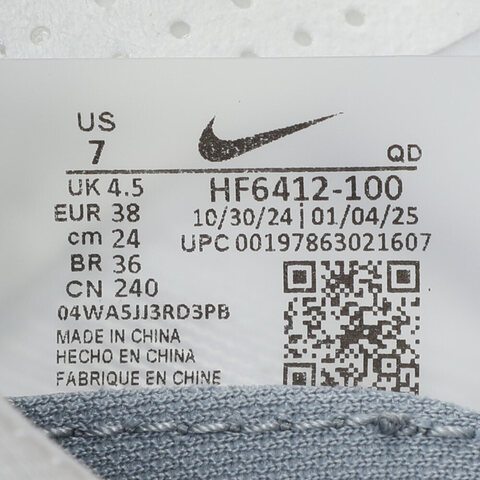 US
7
QD
UK 4.5
EUR 38
cm 24
BR 36
CN 240
HF6412-100
10/30/24 | 01/04/25
UPC 00197863021607
04WA5JJ3RD3PB
MADE IN CHINA
HECHO EN CHINA
FABRIQUE EN CHINE